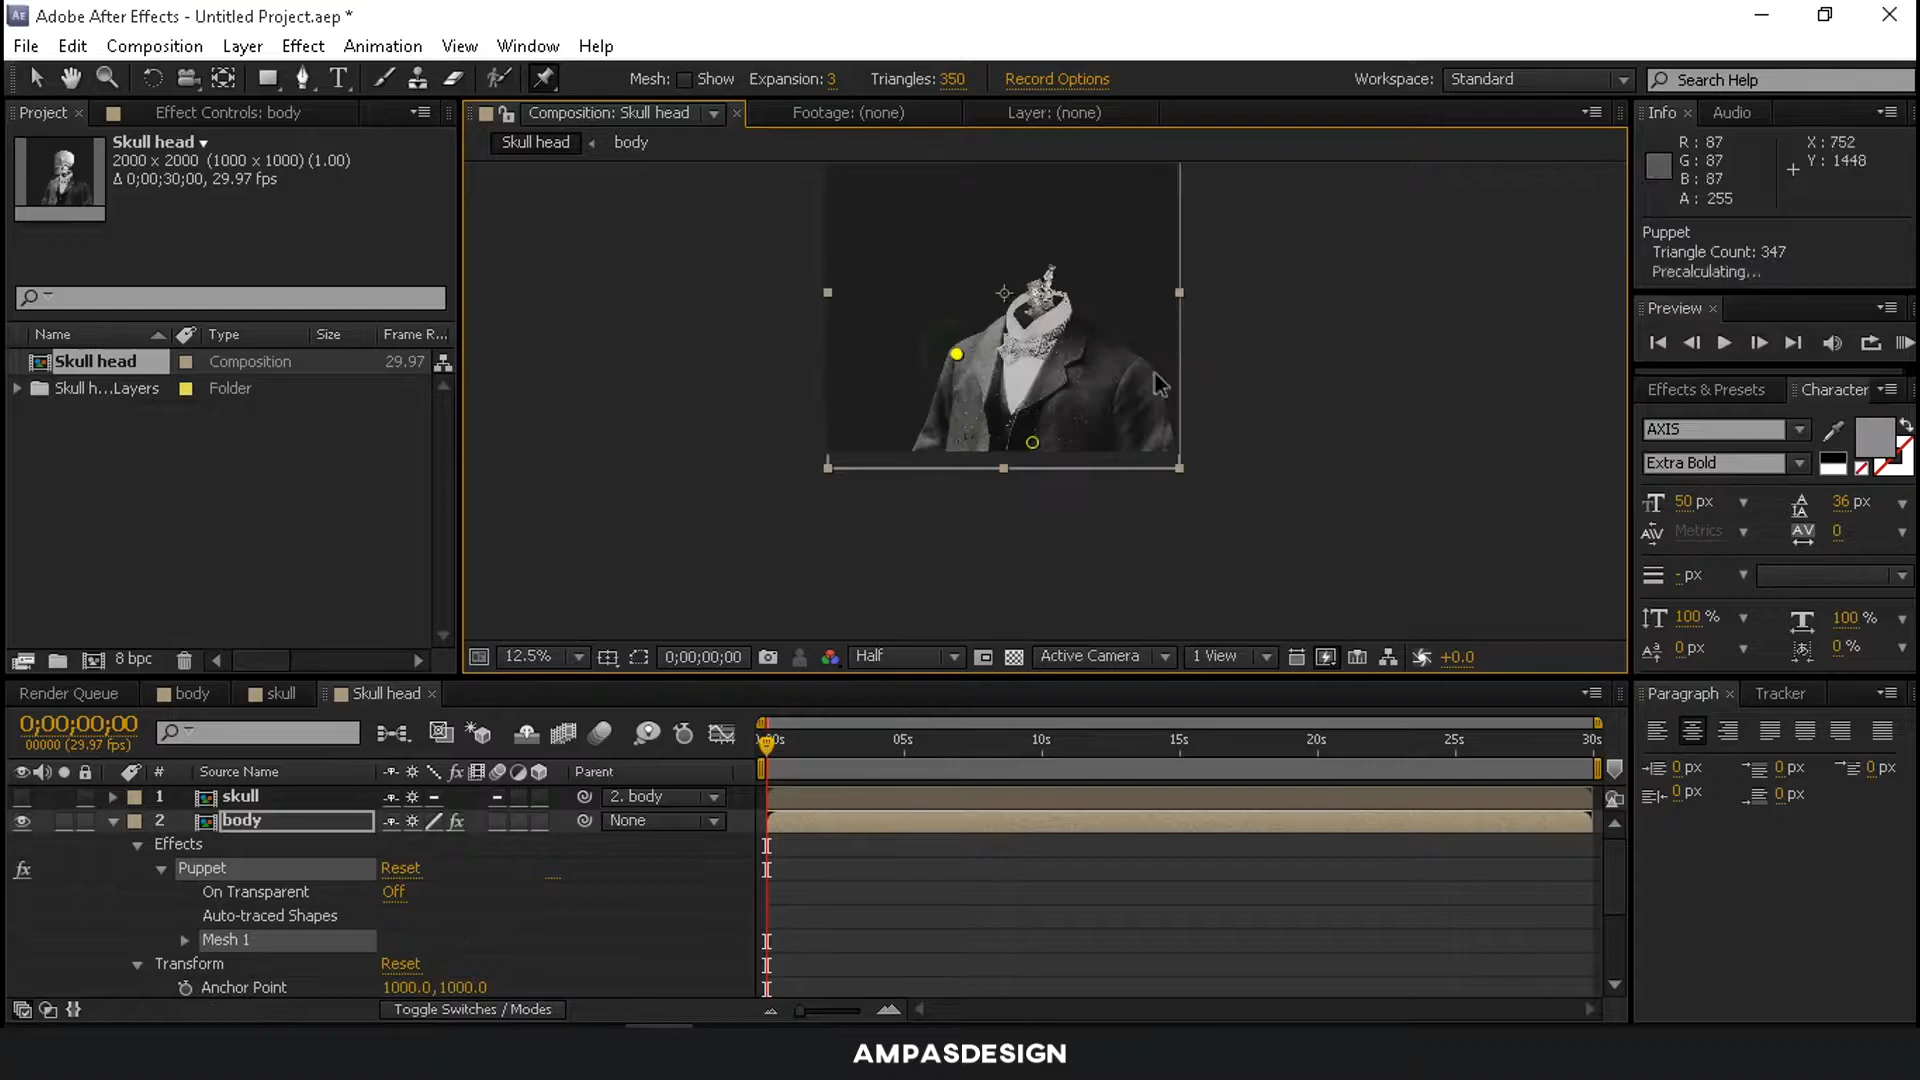 Adobe After Effects - Untitled Project.aep *
File Edit Composition Layer Effect Animation View Window Help
Mesh: Show Expansion: 3 Triangles: 350 Record Options Workspace: Standard Search Help
Project Effect Controls: body Composition: Skull head Footage: (none) Layer: (none) Info Audio
Skull head body
Skull head
2000 x 2000 (1000 x 1000) (1.00)
Δ 0;00;30;00, 29.97 fps
R: 87
G: 87
B: 87
A: 255
X: 752
Y: 1448
Puppet
Triangle Count: 347
Precalculating...
Preview
Name Type Size Frame R...
Skull head Composition 29.97
Skull h...Layers Folder
Effects & Presets Character
AXIS
Extra Bold
50 px 36 px
Metrics 0
- px
100 % 100 %
0 px 0 %
8 bpc
12.5% 0;00;00;00 Half Active Camera 1 View +0.0
Render Queue body skull Skull head Paragraph Tracker
0;00;00;00
00000 (29.97 fps)
05s 10s 15s 20s 25s 30s
# Source Name Parent
1 skull 2. body
2 body None
Effects
Puppet Reset
On Transparent Off
Auto-traced Shapes
Mesh 1
Transform Reset
Anchor Point 1000.0, 1000.0
Toggle Switches / Modes
0 px 0 px 0 px
0 px 0 px
AMPASDESIGN